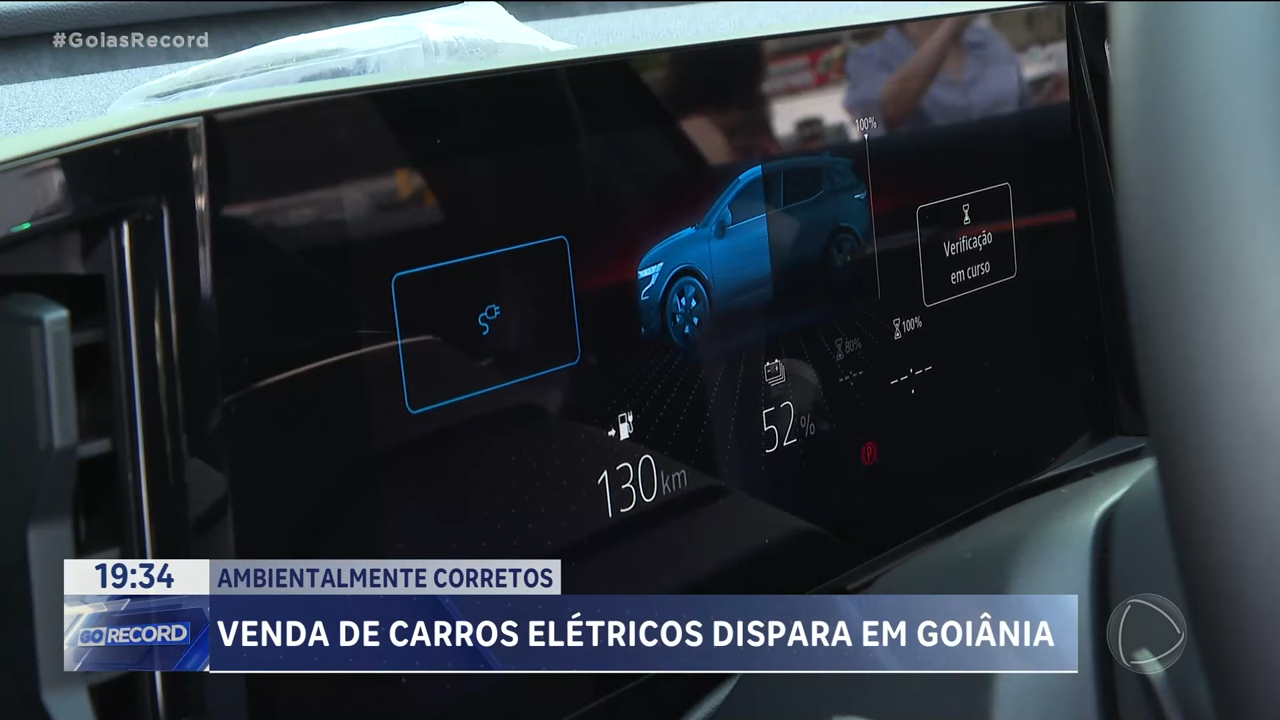 #GoiasRecord
100%
Verificação
em curso
100%
80%
52%
130km
19:34
AMBIENTALMENTE CORRETOS
GO RECORD
VENDA DE CARROS ELÉTRICOS DISPARA EM GOIÂNIA